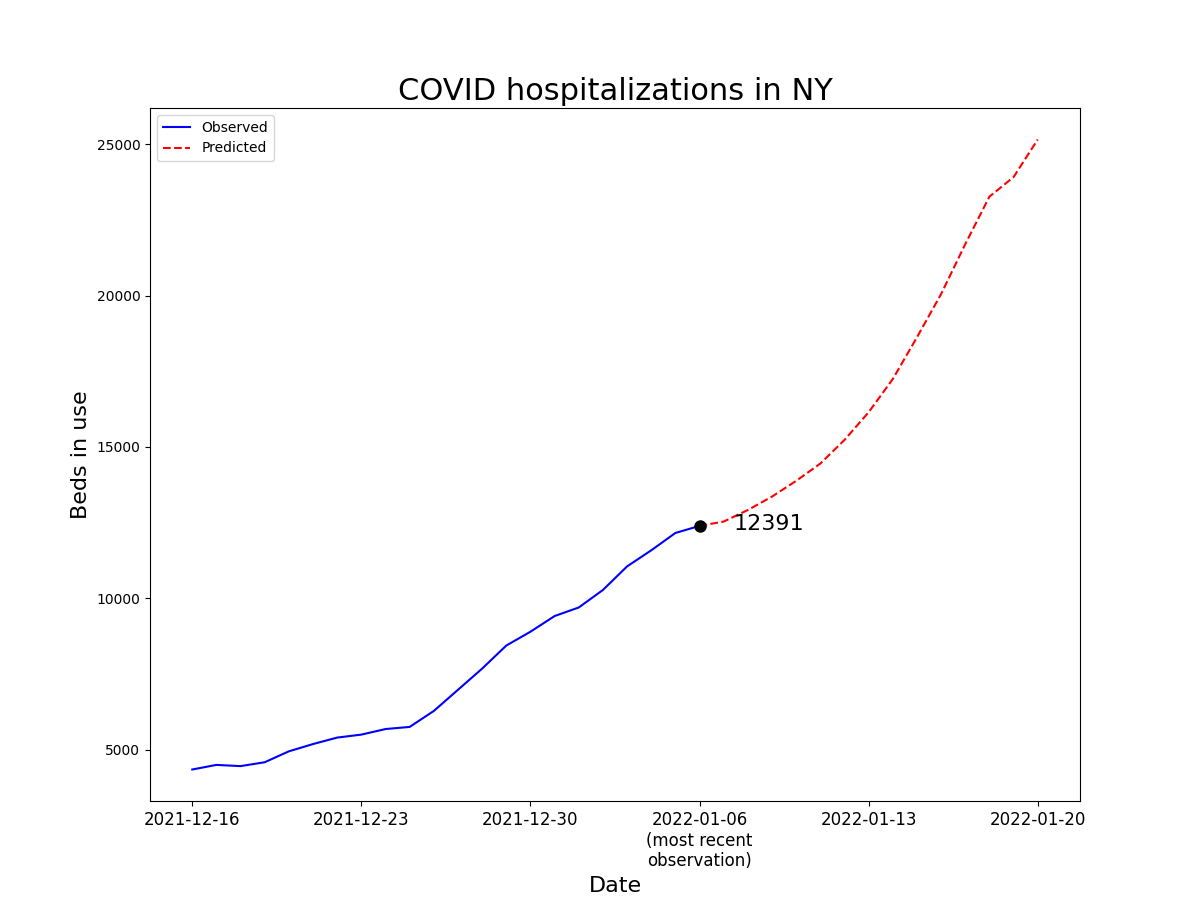 COVID hospitalizations in NY
Observed
Predicted
25000
20000
15000
10000
5000
Beds in use
12391
2021-12-16
2021-12-23
2021-12-30
2022-01-06
(most recent
observation)
2022-01-13
2022-01-20
Date